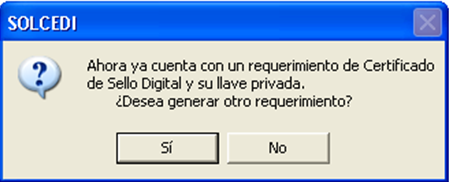 SOLCEDI
Ahora ya cuenta con un requerimiento de Certificado
de Sello Digital y su llave privada.
¿Desea generar otro requerimiento?
Sí
No